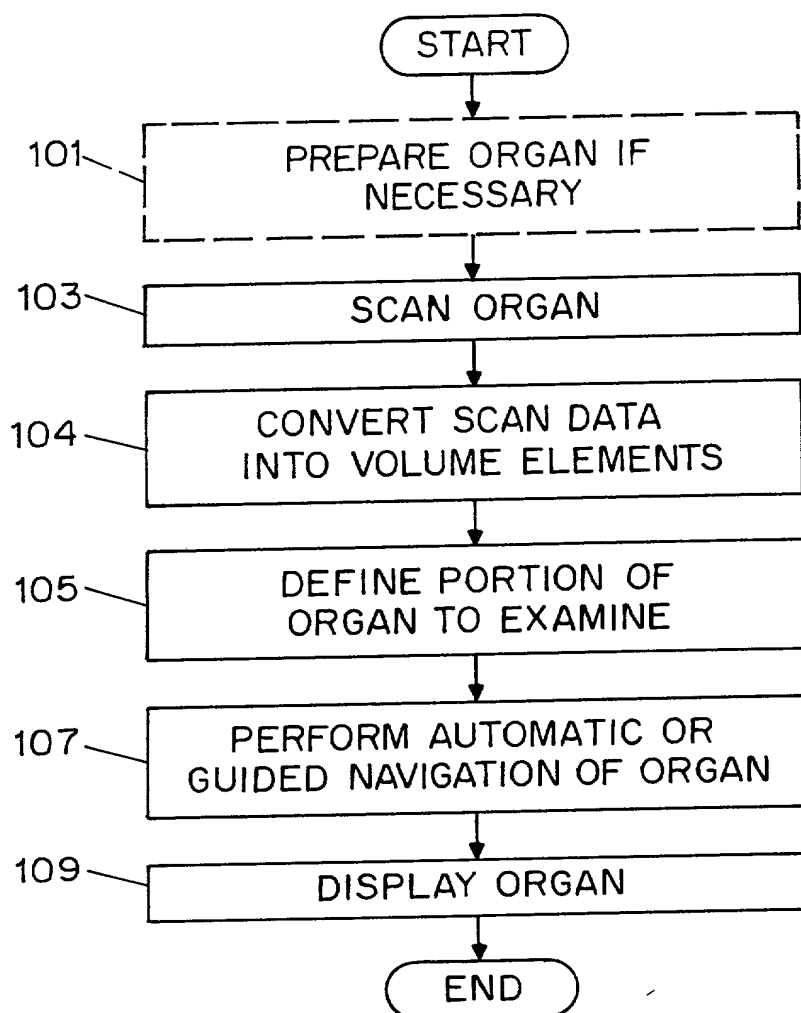 START
101
PREPARE ORGAN IF
NECESSARY
103
SCAN ORGAN
104
CONVERT SCAN DATA
INTO VOLUME ELEMENTS
105
DEFINE PORTION OF
ORGAN TO EXAMINE
107
PERFORM AUTOMATIC OR
GUIDED NAVIGATION OF ORGAN
109
DISPLAY ORGAN
END